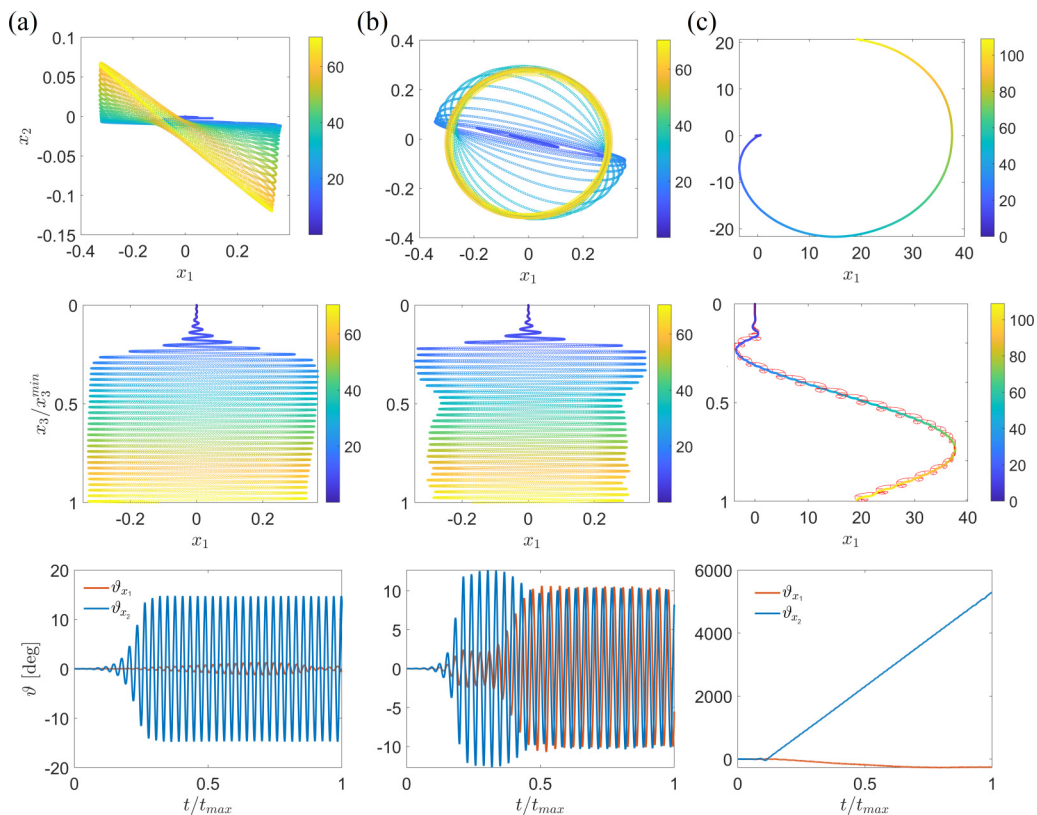 (a) (b) (c)
0.1
0.05
0
-0.05
-0.1
-0.15
x₂
-0.4 -0.2 0 0.2
x₁
60
40
20
0.4
0.2
0
-0.2
-0.4
-0.4 -0.2 0 0.2
x₁
60
40
20
20
10
0
-10
-20
0 10 20 30 40
x₁
100
80
60
40
20
0
0
0.5
1
x₃/x₃ᵐⁱⁿ
-0.2 0 0.2
x₁
60
40
20
0
0.5
1
-0.2 0 0.2
x₁
60
40
20
0
0.5
1
0 10 20 30 40
x₁
100
80
60
40
20
0
20
10
0
-10
-20
ϑ [deg]
ϑx₁
ϑx₂
0 0.5 1
t/tmax
10
5
0
-5
-10
0 0.5 1
t/tmax
6000
4000
2000
0
ϑx₁
ϑx₂
0 0.5 1
t/tmax